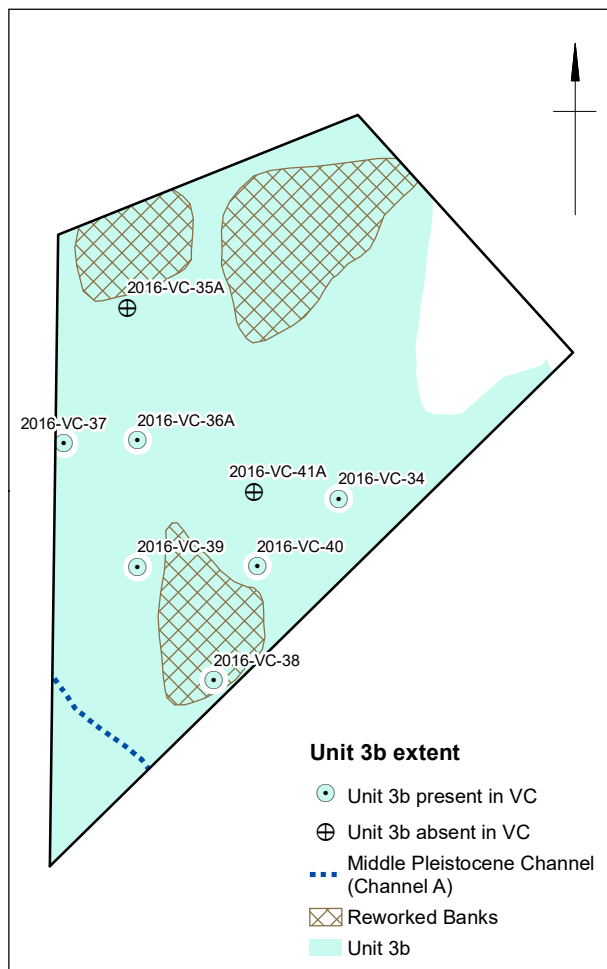 2016-VC-35A
2016-VC-37
2016-VC-36A
2016-VC-41A
2016-VC-34
2016-VC-39
2016-VC-40
2016-VC-38
Unit 3b extent
Unit 3b present in VC
Unit 3b absent in VC
Middle Pleistocene Channel
(Channel A)
Reworked Banks
Unit 3b